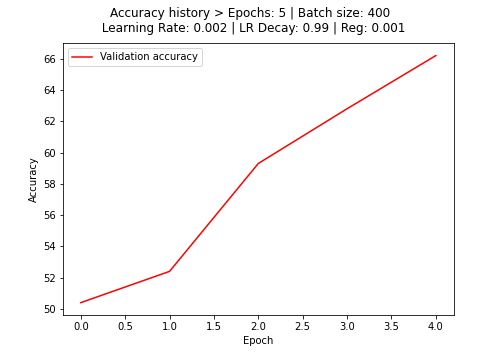 Accuracy history > Epochs: 5 | Batch size: 400
Learning Rate: 0.002 | LR Decay: 0.99 | Reg: 0.001
Validation accuracy
66
64
62
60
58
56
54
52
50
Accuracy
0.0 0.5 1.0 1.5 2.0 2.5 3.0 3.5 4.0
Epoch